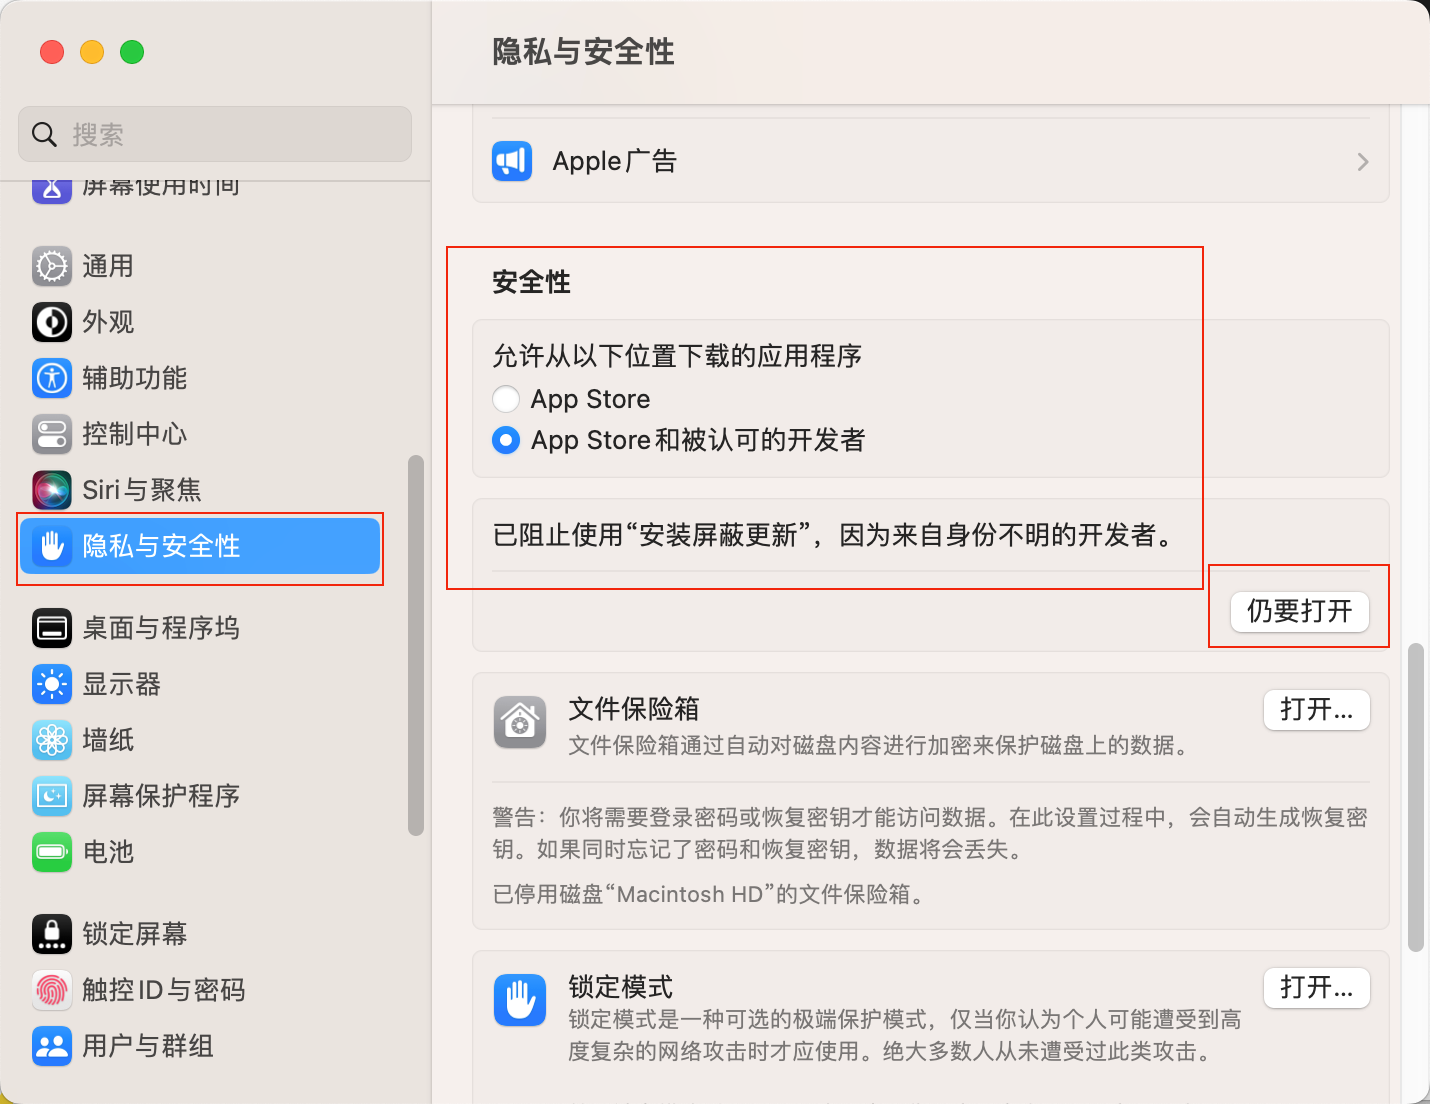 隐私与安全性
搜索
屏幕使用时间
通用
外观
辅助功能
控制中心
Siri与聚焦
隐私与安全性
桌面与程序坞
显示器
墙纸
屏幕保护程序
电池
锁定屏幕
触控ID与密码
用户与群组
Apple广告
安全性
允许从以下位置下载的应用程序
App Store
App Store和被认可的开发者
已阻止使用“安装屏蔽更新”，因为来自身份不明的开发者。
仍要打开
文件保险箱
打开...
文件保险箱通过自动对磁盘内容进行加密来保护磁盘上的数据。
警告：你将需要登录密码或恢复密钥才能访问数据。在此设置过程中，会自动生成恢复密
钥。如果同时忘记了密码和恢复密钥，数据将会丢失。
已停用磁盘“Macintosh HD”的文件保险箱。
锁定模式
打开...
锁定模式是一种可选的极端保护模式，仅当你认为个人可能遭受到高
度复杂的网络攻击时才应使用。绝大多数人从未遭受过此类攻击。